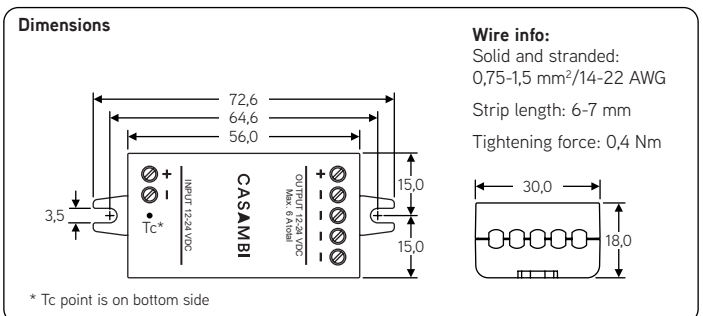 Dimensions
Wire info:
Solid and stranded:
0,75-1,5 mm²/14-22 AWG
Strip length: 6-7 mm
Tightening force: 0,4 Nm
72,6
64,6
56,0
3,5
+
-
Tc*
INPUT 12-24 VDC
CASAMBI
OUTPUT 12-24 VDC
Max. 6 A total
+
-
-
-
-
15,0
15,0
30,0
18,0
* Tc point is on bottom side